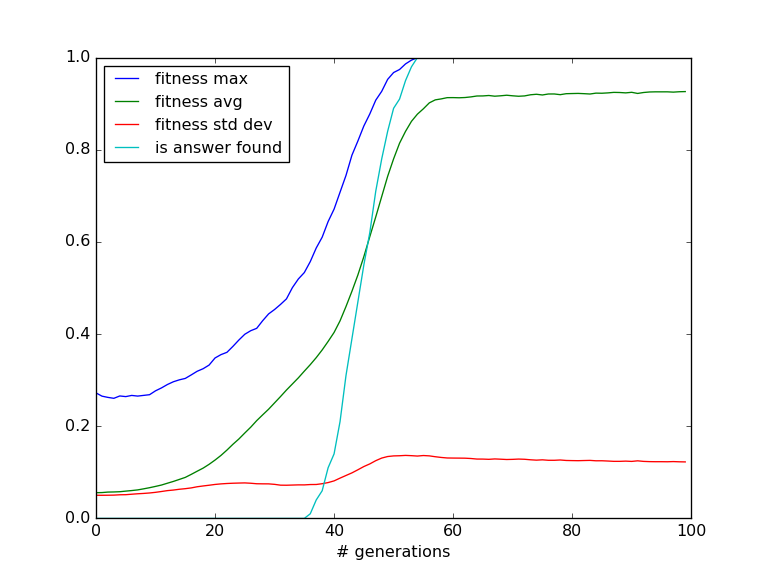 1.0
0.8
0.6
0.4
0.2
0.0
fitness max
fitness avg
fitness std dev
is answer found
0 20 40 60 80 100
# generations